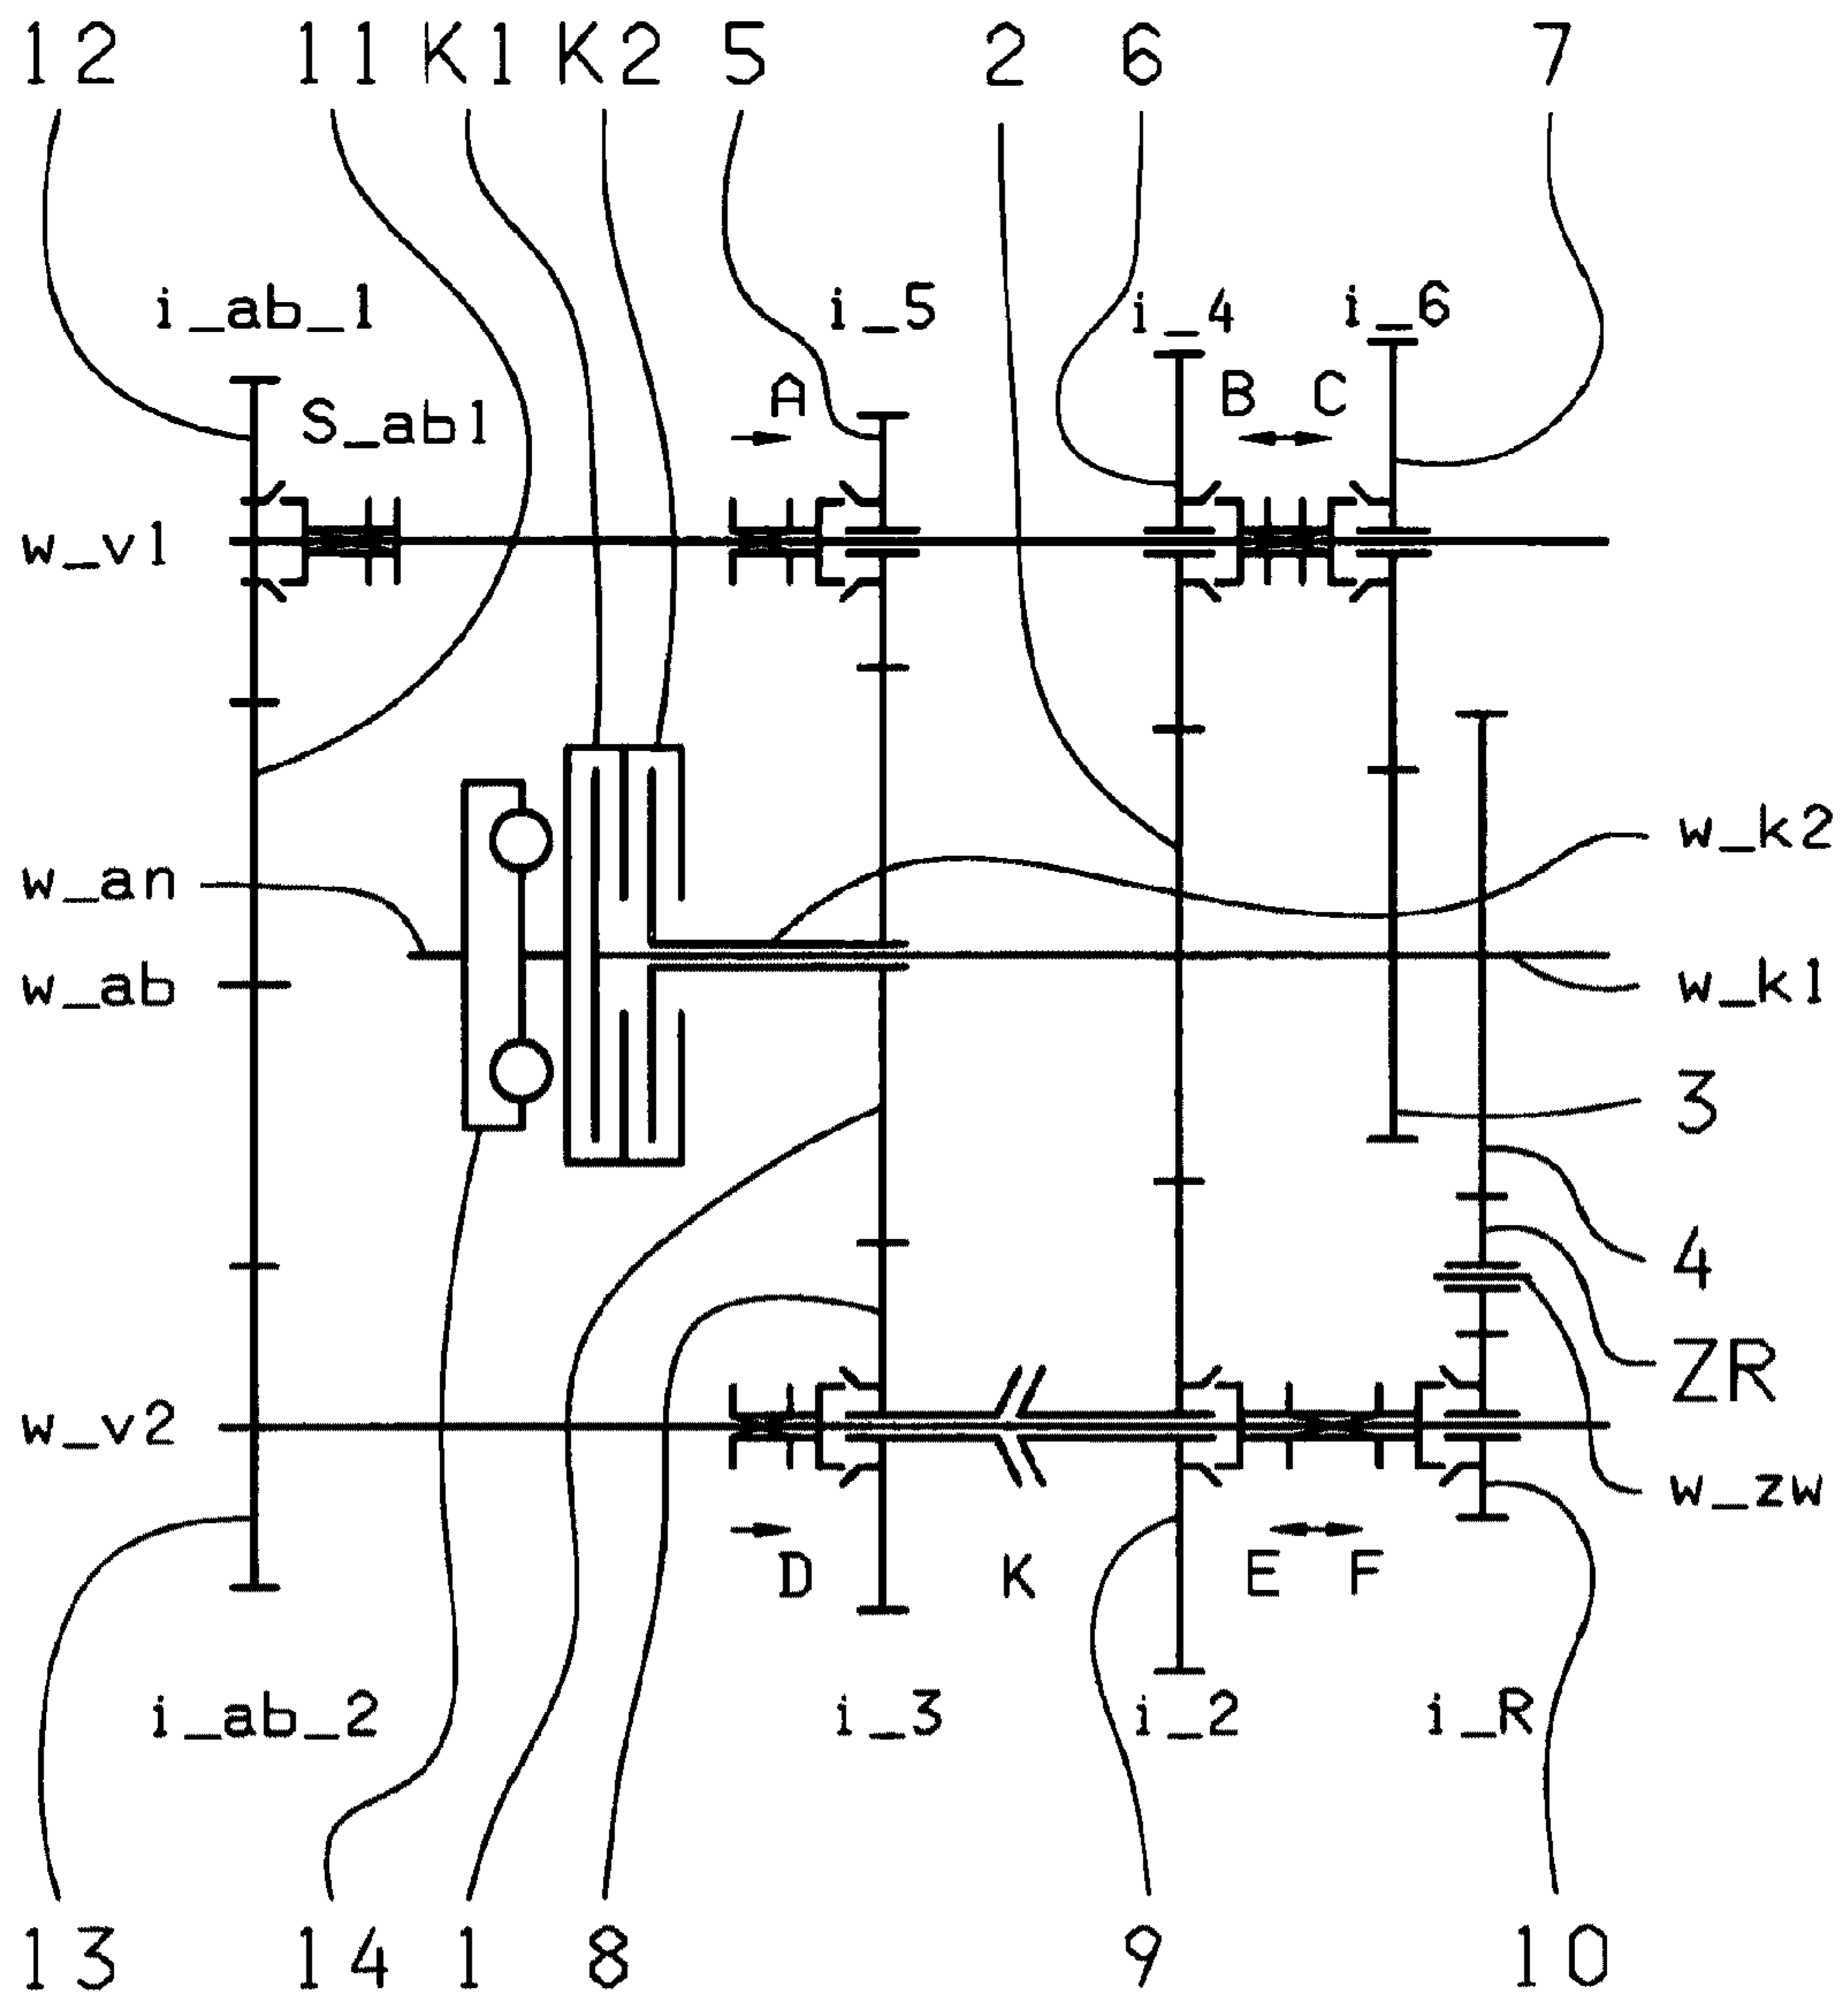 12 11 K1 K2 5 2 6 7
i_ab_1 i_5 i_4 i_6
S_ab1 A B C
w_v1
w_k2
w_an
w_ab w_k1
3
4
ZR
w_v2
w_zw
D K E F
i_ab_2 i_3 i_2 i_R
13 14 1 8 9 10